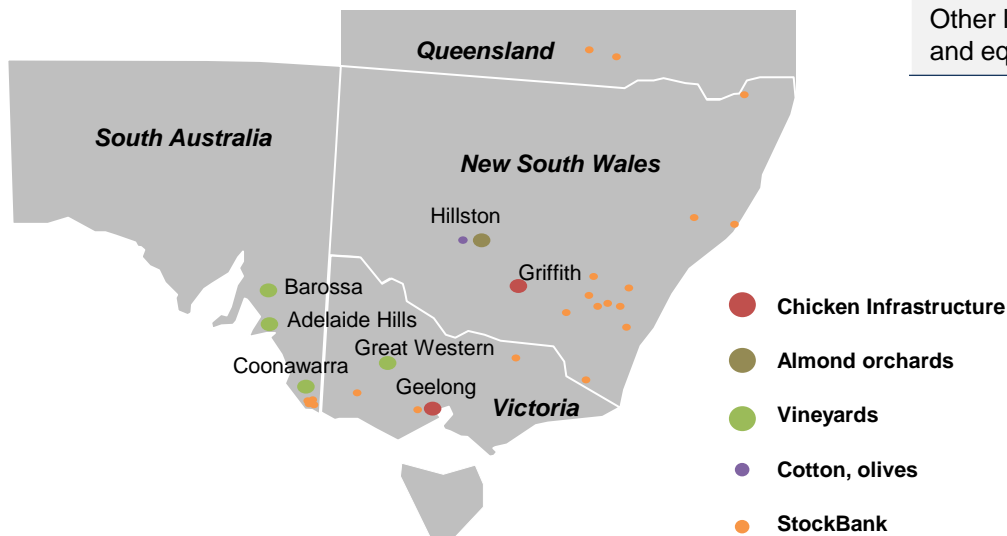 Other
and
Queensland
South Australia
New South Wales
Hillston
Griffith
Barossa
Adelaide Hills
Great Western
Coonawarra
Geelong
Victoria
Chicken Infrastructure
Almond orchards
Vineyards
Cotton, olives
StockBank